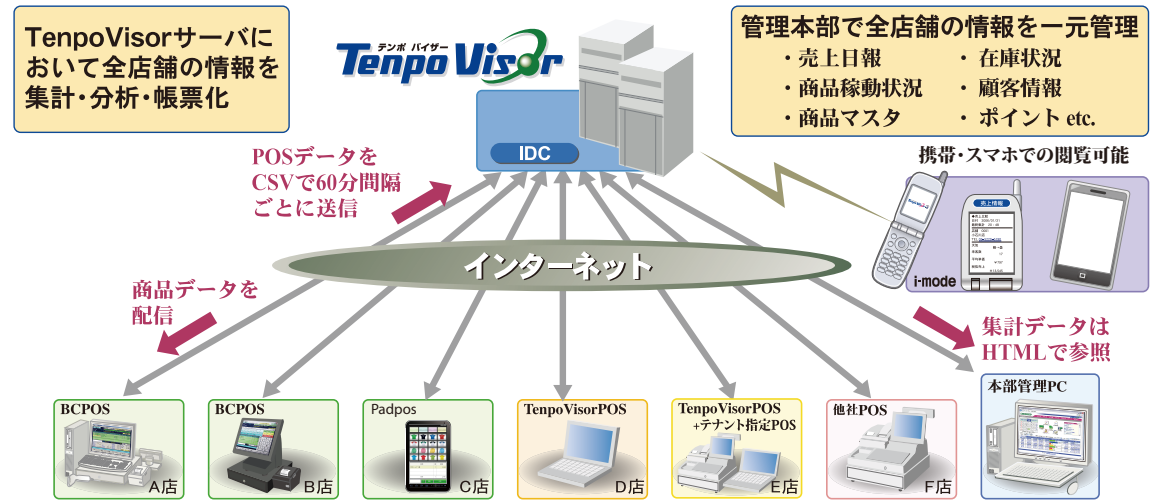 TenpoVisorサーバに
おいて全店舗の情報を
集計・分析・帳票化
テンポ バイザー
Tenpo Visor
IDC
管理本部で全店舗の情報を一元管理
・売上日報
・在庫状況
・商品稼動状況
・顧客情報
・商品マスタ
・ポイント etc.
携帯・スマホでの閲覧可能
売上情報
i-mode
POSデータを
CSVで60分間隔
ごとに送信
インターネット
商品データを
配信
集計データは
HTMLで参照
BCPOS
A店
BCPOS
B店
Padpos
C店
TenpoVisorPOS
D店
TenpoVisorPOS
+テナント指定POS
E店
他社POS
F店
本部管理PC